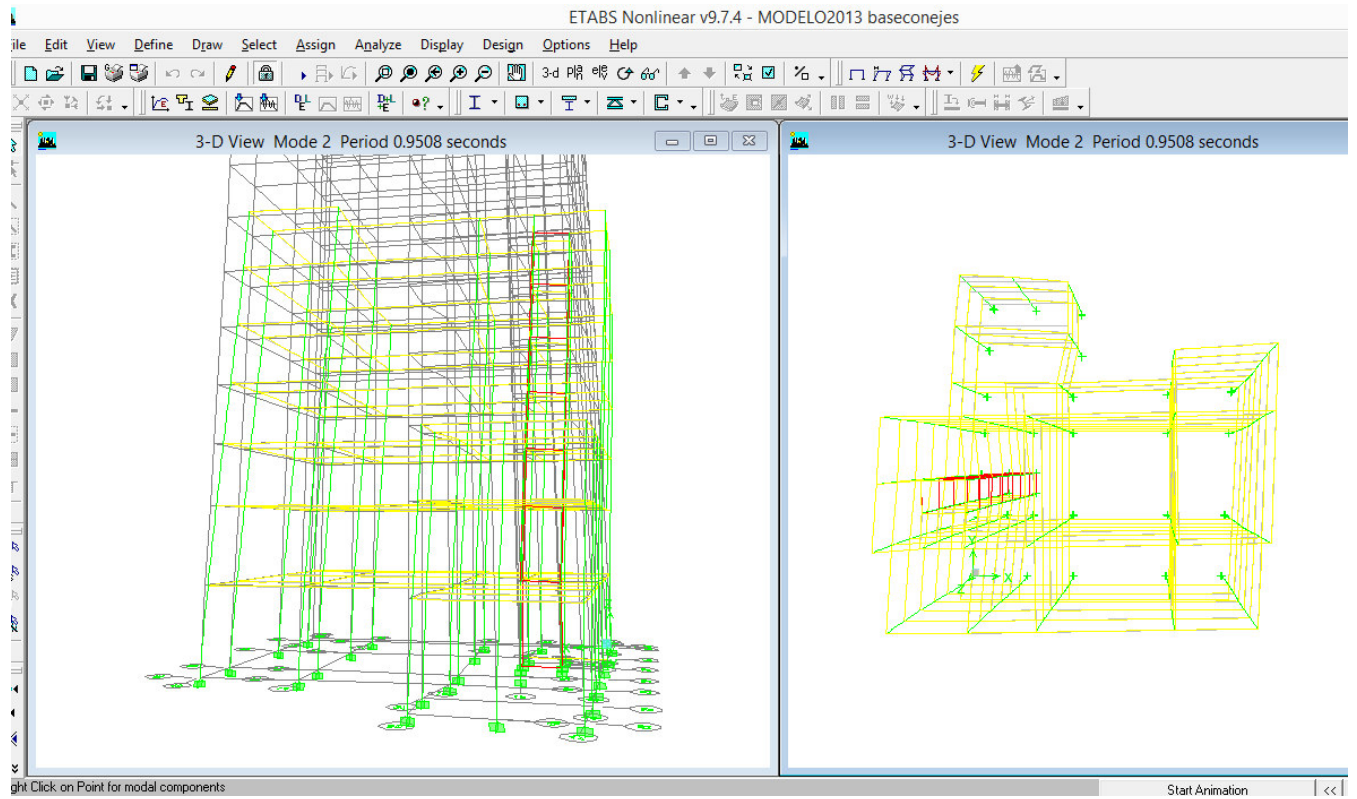 ETABS Nonlinear v9.7.4 - MODELO2013 baseconejes
ile Edit View Define Draw Select Assign Analyze Display Design Options Help
3-d
3-D View Mode 2 Period 0.9508 seconds
3-D View Mode 2 Period 0.9508 seconds
Y
X
Z
ght Click on Point for modal components
Start Animation
<<